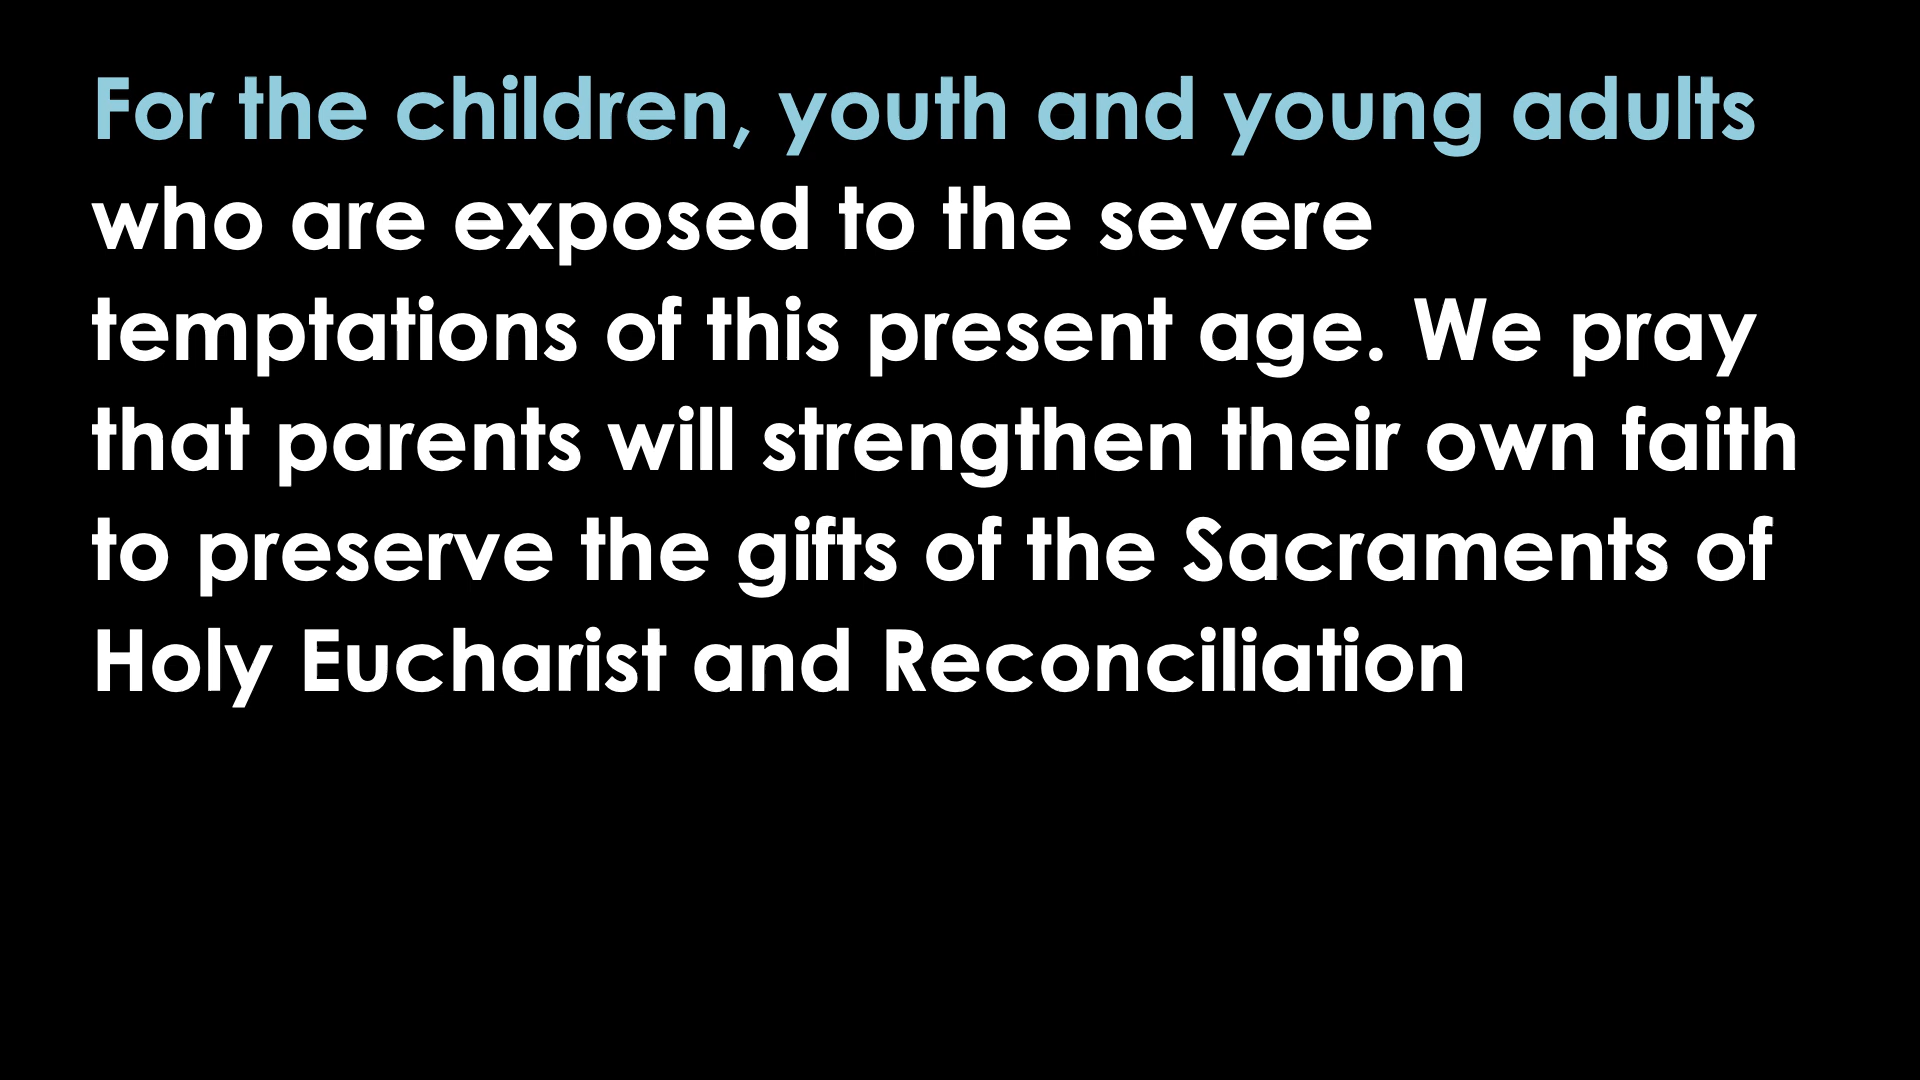 For the children, youth and young adults
who are exposed to the severe
temptations of this present age. We pray
that parents will strengthen their own faith
to preserve the gifts of the Sacraments of
Holy Eucharist and Reconciliation